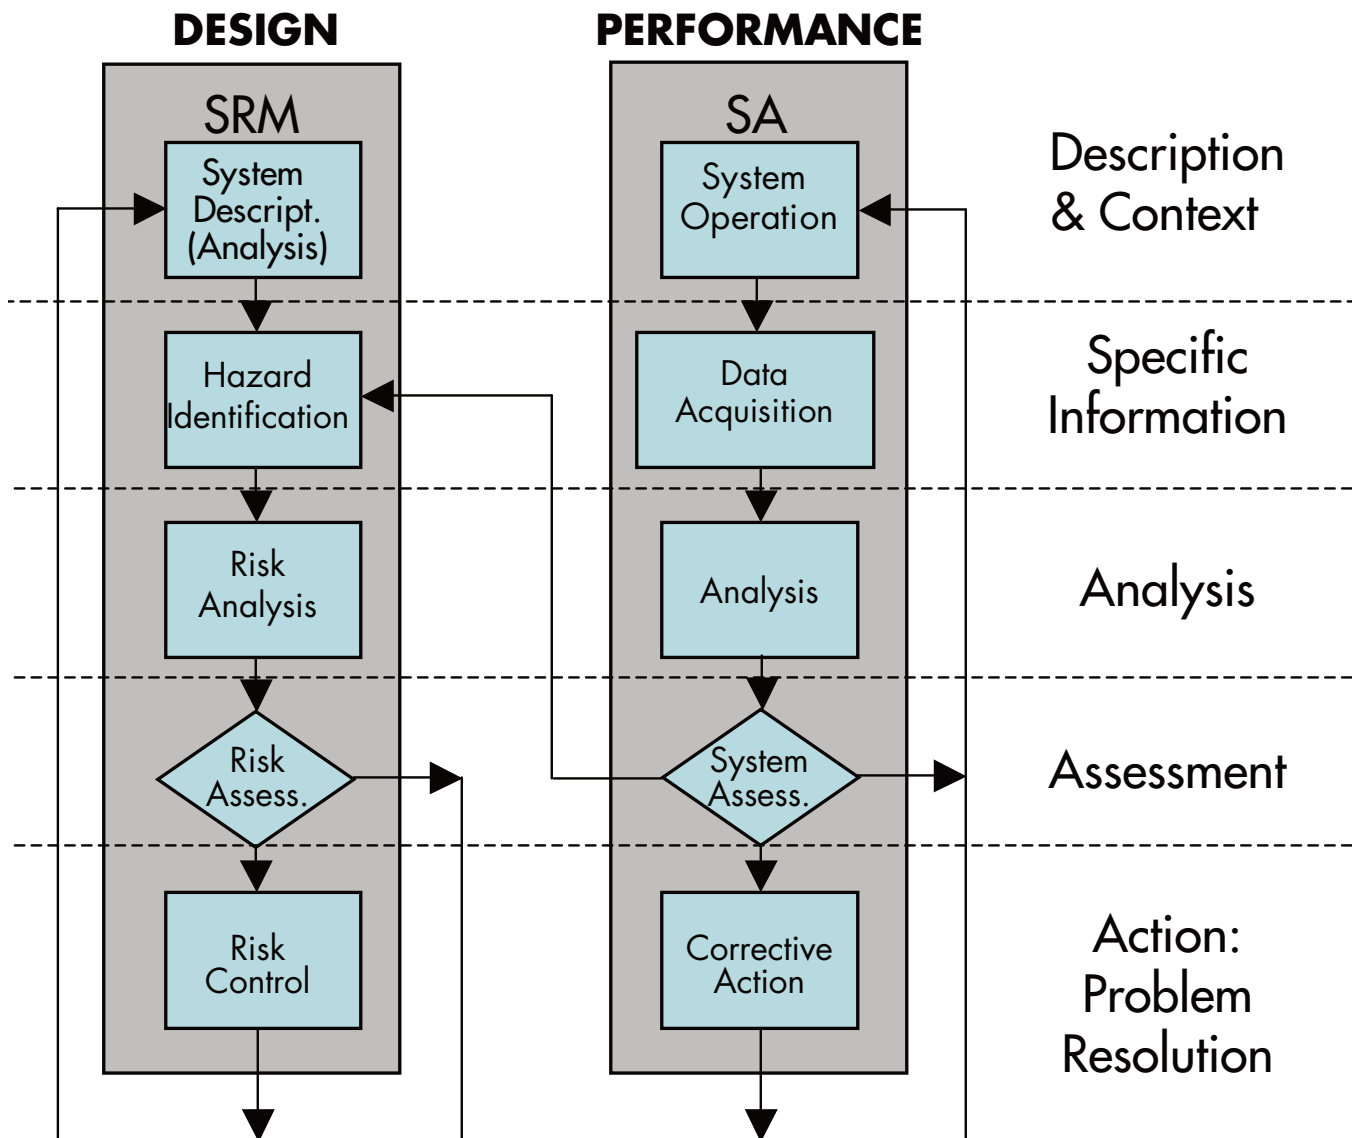 DESIGN
PERFORMANCE
SRM
SA
System
Descript.
(Analysis)
System
Operation
Description
& Context
Hazard
Identification
Data
Acquisition
Specific
Information
Risk
Analysis
Analysis
Analysis
Risk
Assess.
System
Assess.
Assessment
Risk
Control
Corrective
Action
Action:
Problem
Resolution